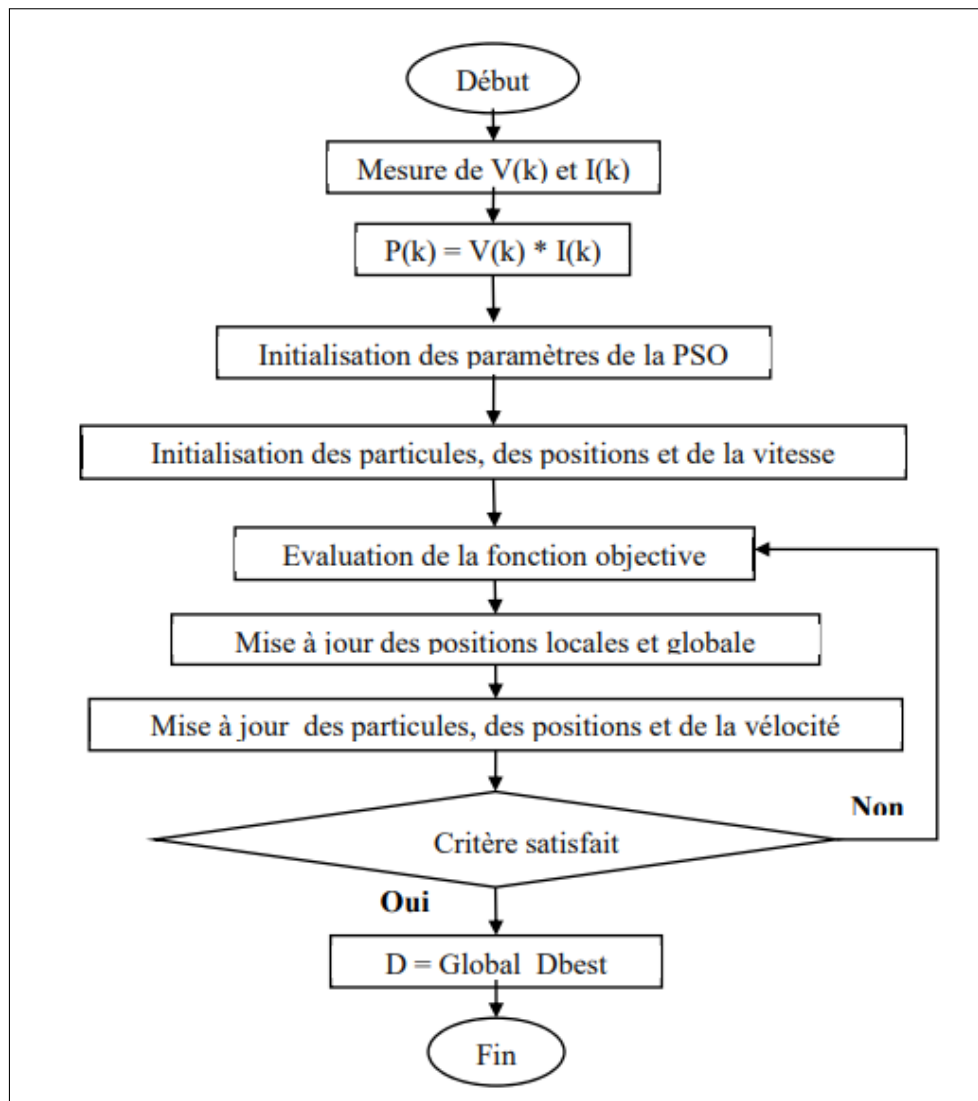 Début
Mesure de V(k) et I(k)
P(k) = V(k) * I(k)
Initialisation des paramètres de la PSO
Initialisation des particules, des positions et de la vitesse
Evaluation de la fonction objective
Mise à jour des positions locales et globale
Mise à jour des particules, des positions et de la vélocité
Non
Critère satisfait
Oui
D = Global Dbest
Fin